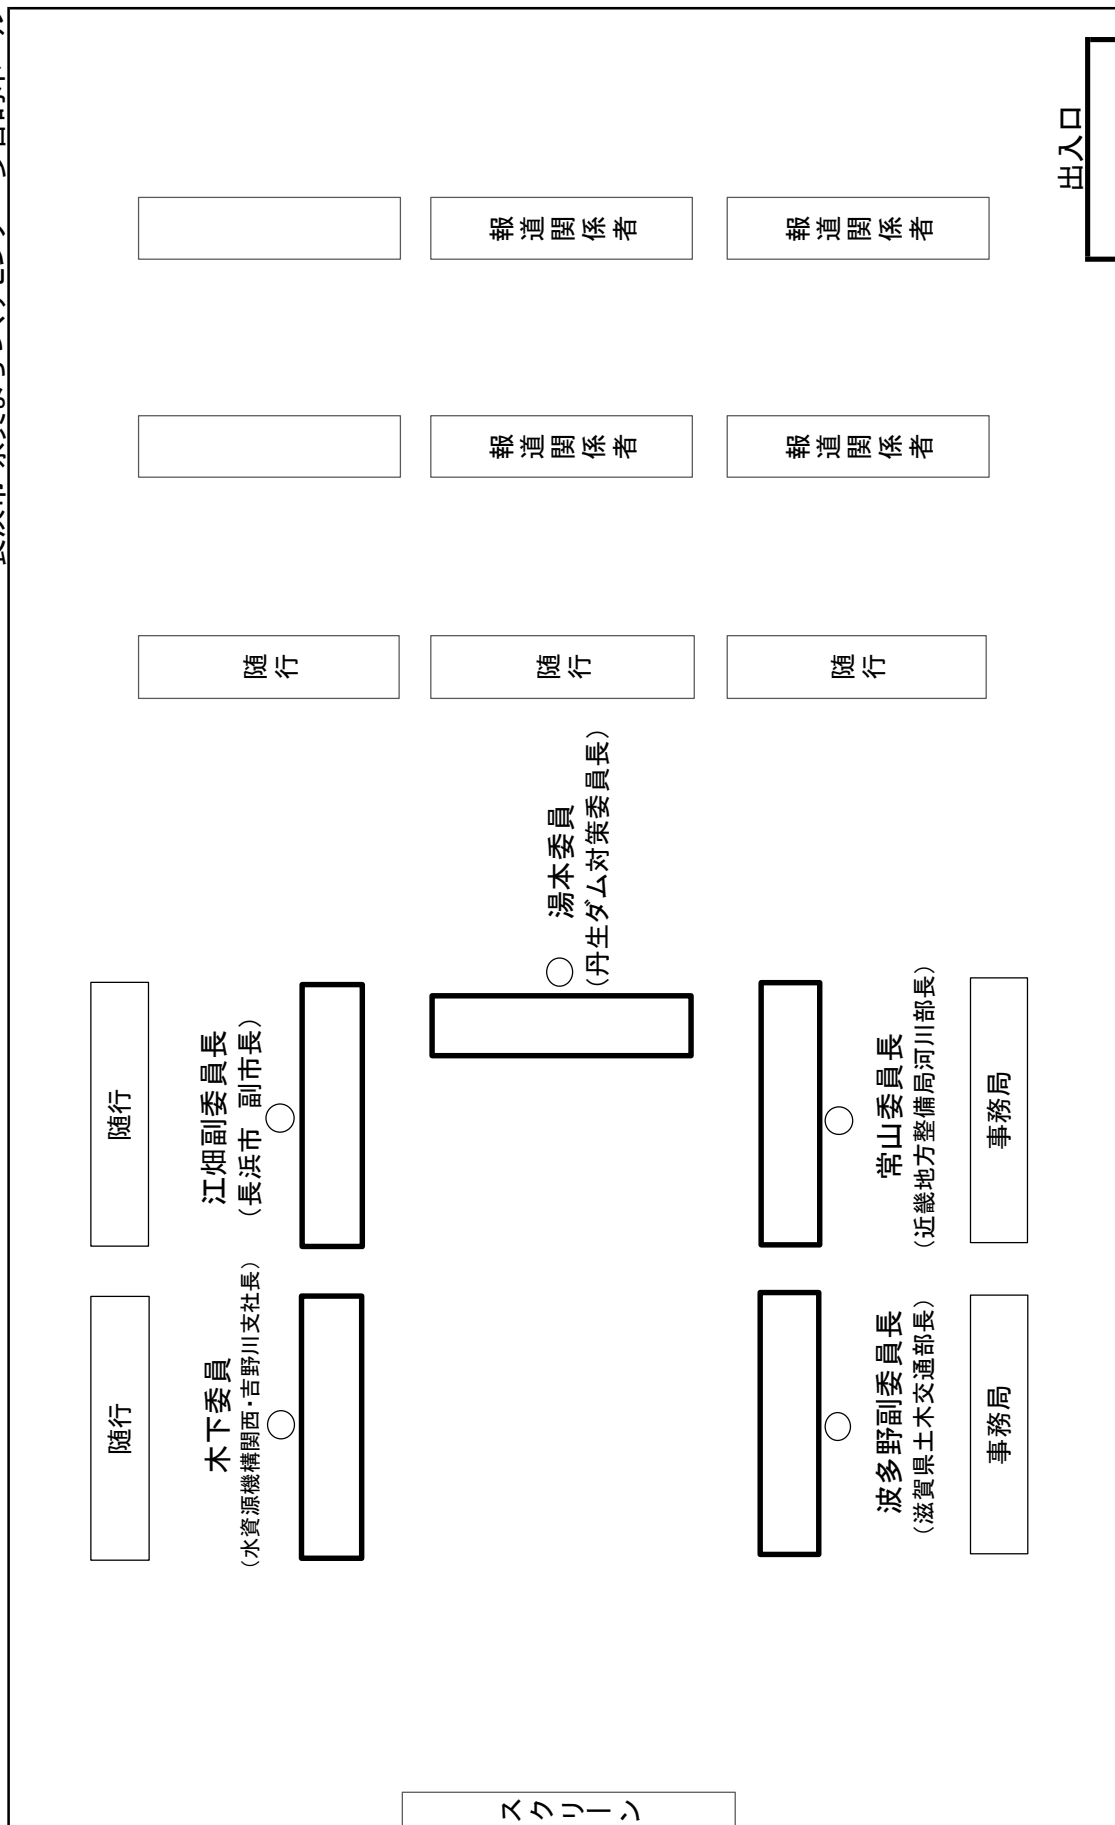 出入口
報道関係者
報道関係者
報道関係者
報道関係者
随行
随行
随行
湯本委員
（丹生ダム対策委員長）
随行
江畑副委員長
（長浜市　副市長）
常山委員長
（近畿地方整備局河川部長）
事務局
随行
木下委員
（水資源機構関西・吉野川支社長）
波多野副委員長
（滋賀県土木交通部長）
事務局
スクリーン